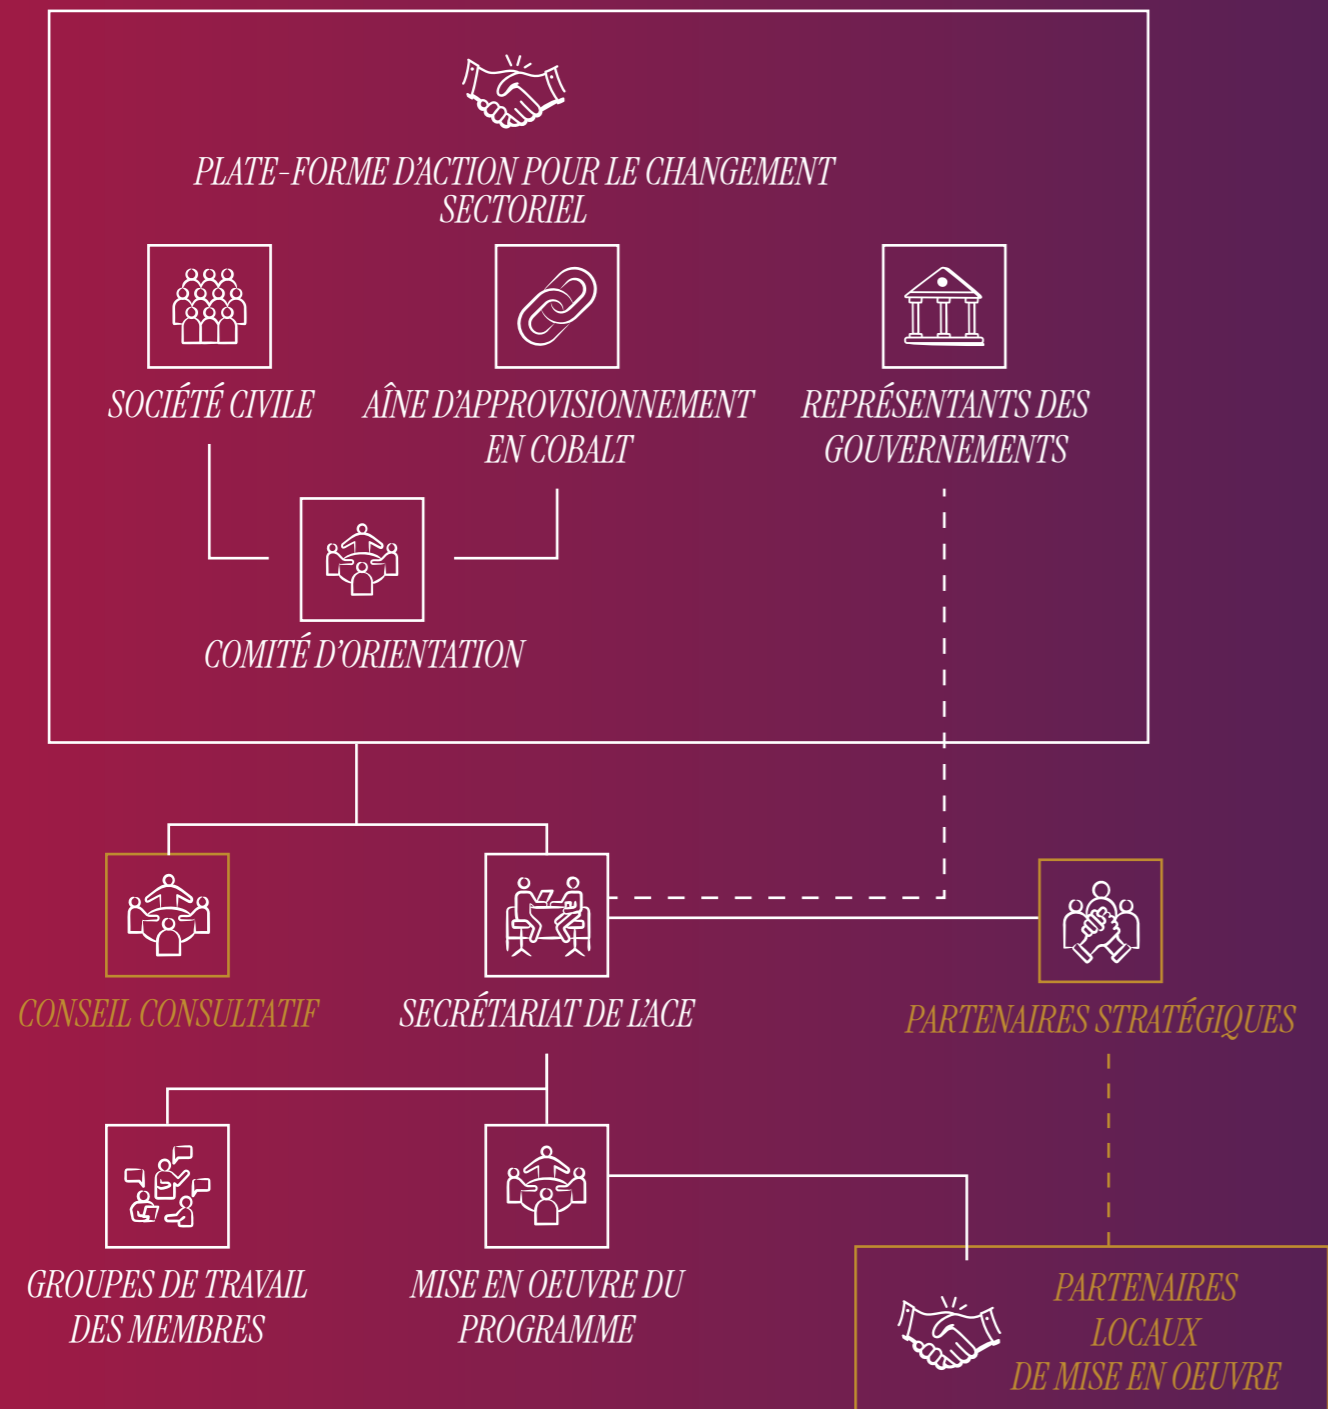 PLATE-FORME D'ACTION POUR LE CHANGEMENT
SECTORIEL
SOCIÉTÉ CIVILE
AÎNE D'APPROVISIONNEMENT
EN COBALT
REPRÉSENTANTS DES
GOUVERNEMENTS
COMITÉ D'ORIENTATION
CONSEIL CONSULTATIF
SECRÉTARIAT DE L'ACE
PARTENAIRES STRATÉGIQUES
GROUPES DE TRAVAIL
DES MEMBRES
MISE EN OEUVRE DU
PROGRAMME
PARTENAIRES
LOCAUX
DE MISE EN OEUVRE